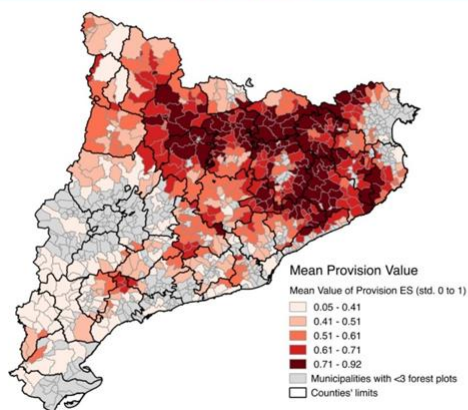 Mean Provision Value
Mean Value of Provision ES (std. 0 to 1)
0.05 - 0.41
0.41 - 0.51
0.51 - 0.61
0.61 - 0.71
0.71 - 0.92
Municipalities with <3 forest plots
Counties' limits